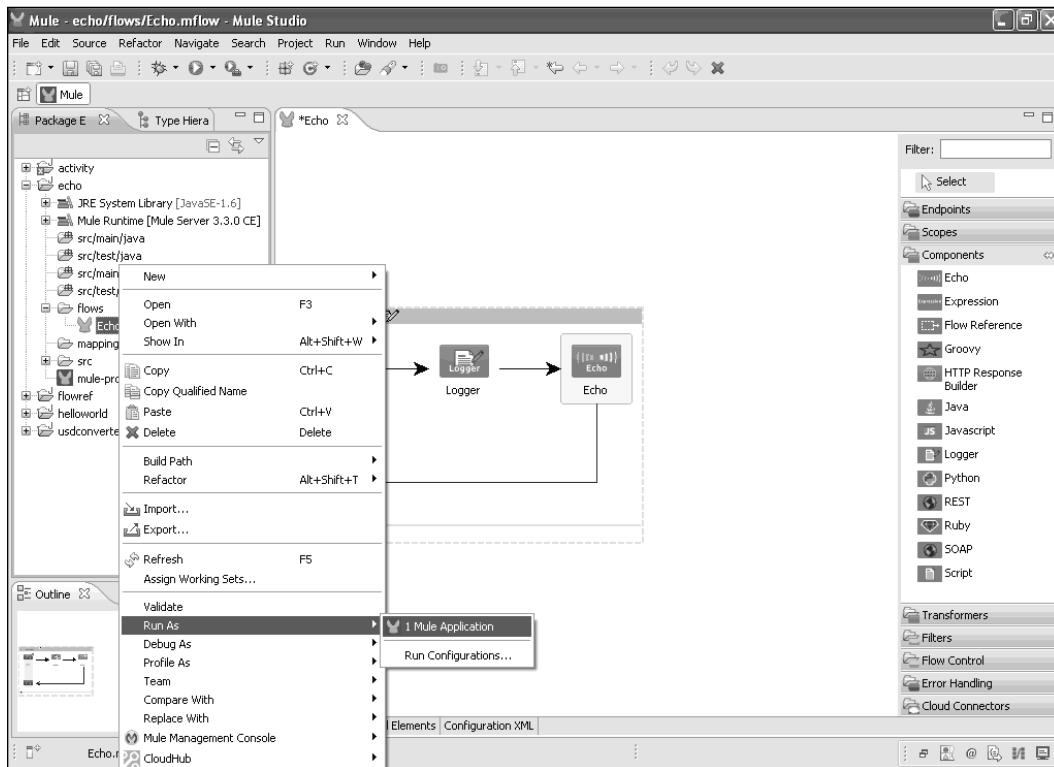 Mule - echo/flows/Echo.mflow - Mule Studio
File Edit Source Refactor Navigate Search Project Run Window Help
Mule
Package E
Type Hiera
*Echo
activity
echo
JRE System Library [JavaSE-1.6]
Mule Runtime [Mule Server 3.3.0 CE]
src/main/java
src/test/java
src/main
src/test/
flows
Echo
mapping
src
mule-pro
flowref
helloworld
usdconverte
New
Open F3
Open With
Show In Alt+Shift+W
Copy Ctrl+C
Copy Qualified Name
Paste Ctrl+V
Delete Delete
Build Path
Refactor Alt+Shift+T
Import...
Export...
Refresh F5
Assign Working Sets...
Validate
Run As
Debug As
Profile As
Team
Compare With
Replace With
Mule Management Console
CloudHub
1 Mule Application
Run Configurations...
Logger
Logger
Echo
Echo
Filter:
Select
Endpoints
Scopes
Components
Echo
Expression
Flow Reference
Groovy
HTTP Response
Builder
Java
JS Javascript
Logger
Python
REST
Ruby
SOAP
Script
Transformers
Filters
Flow Control
Error Handling
Cloud Connectors
Outline
l Elements Configuration XML
Echo.m